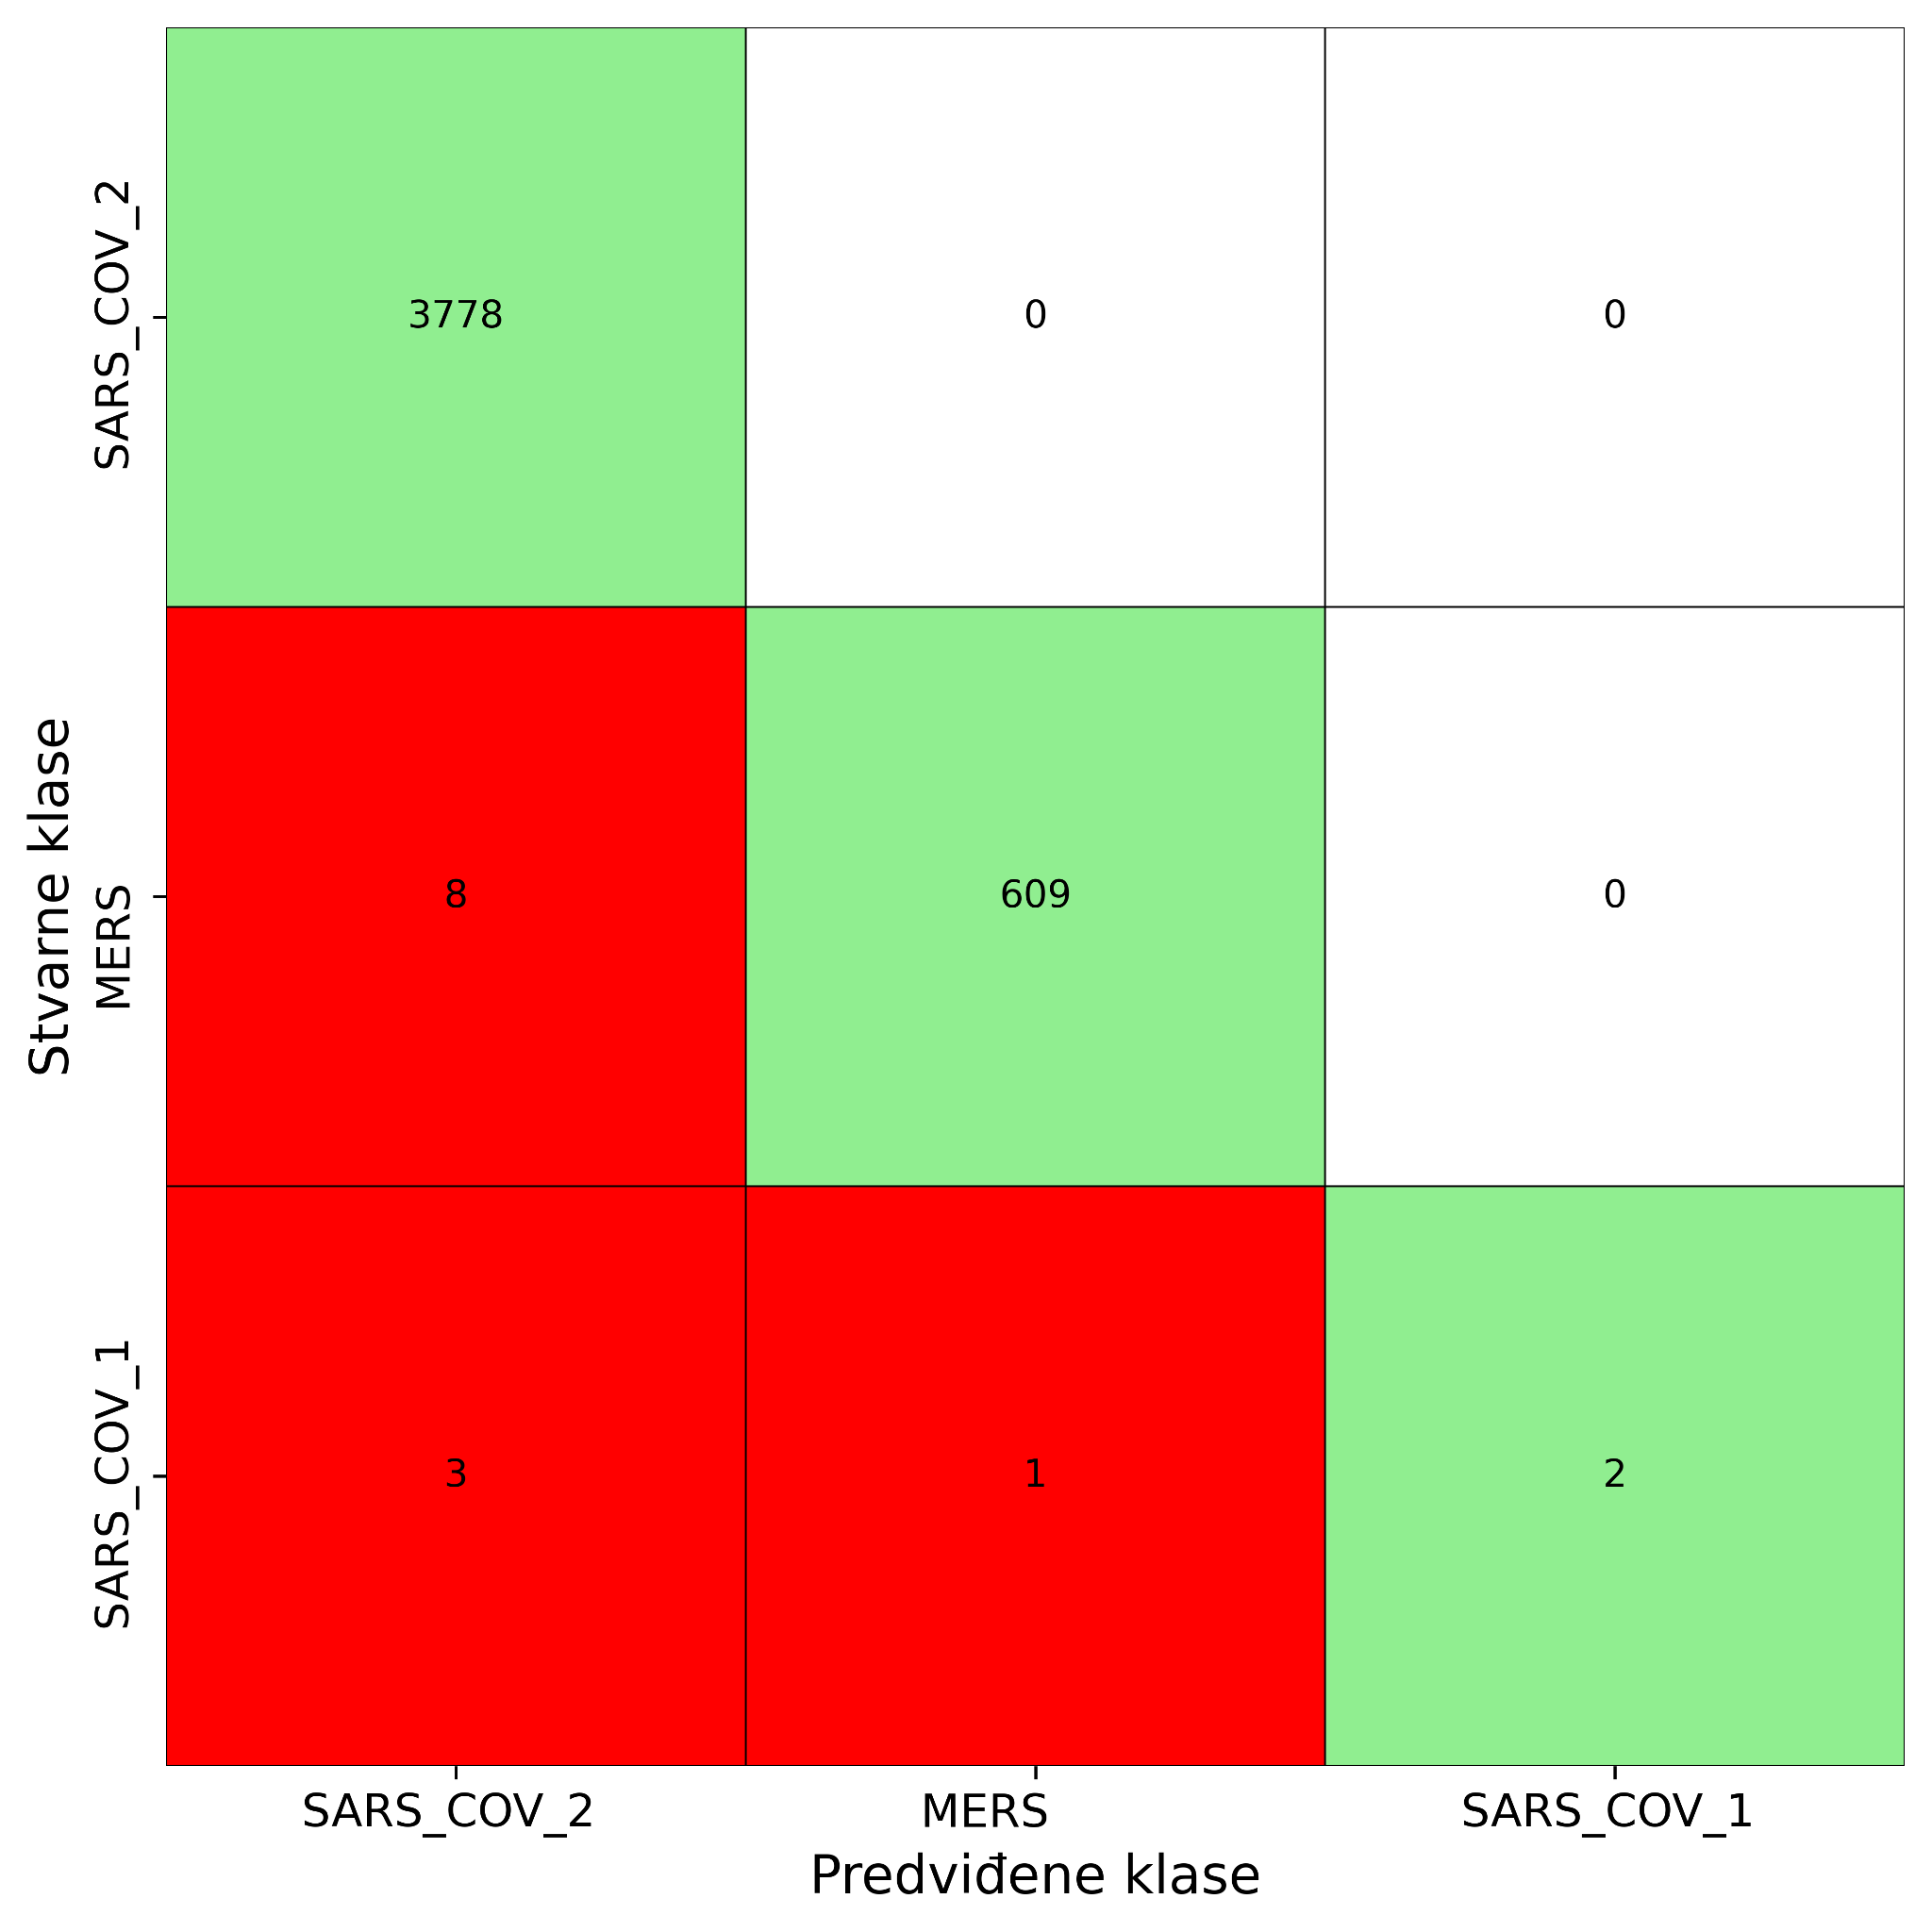 Stvarne klase
SARS_COV_2
3778 0 0
MERS
8 609 0
SARS_COV_1
3 1 2
SARS_COV_2 MERS SARS_COV_1
Predviđene klase